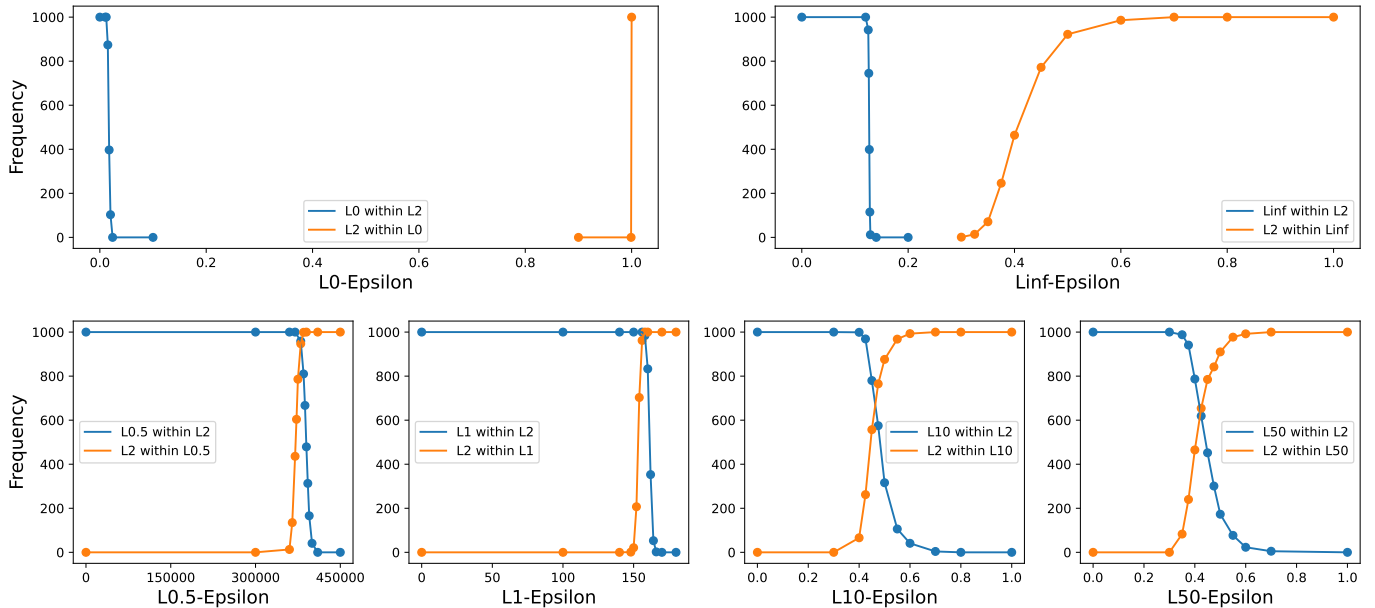 Frequency
1000
800
600
400
200
0
0.0 0.2 0.4 0.6 0.8 1.0
L0-Epsilon
L0 within L2
L2 within L0
1000
800
600
400
200
0
0.0 0.2 0.4 0.6 0.8 1.0
Linf-Epsilon
Linf within L2
L2 within Linf
Frequency
1000
800
600
400
200
0
0 150000 300000 450000
L0.5-Epsilon
L0.5 within L2
L2 within L0.5
1000
800
600
400
200
0
0 50 100 150
L1-Epsilon
L1 within L2
L2 within L1
1000
800
600
400
200
0
0.0 0.2 0.4 0.6 0.8 1.0
L10-Epsilon
L10 within L2
L2 within L10
1000
800
600
400
200
0
0.0 0.2 0.4 0.6 0.8 1.0
L50-Epsilon
L50 within L2
L2 within L50